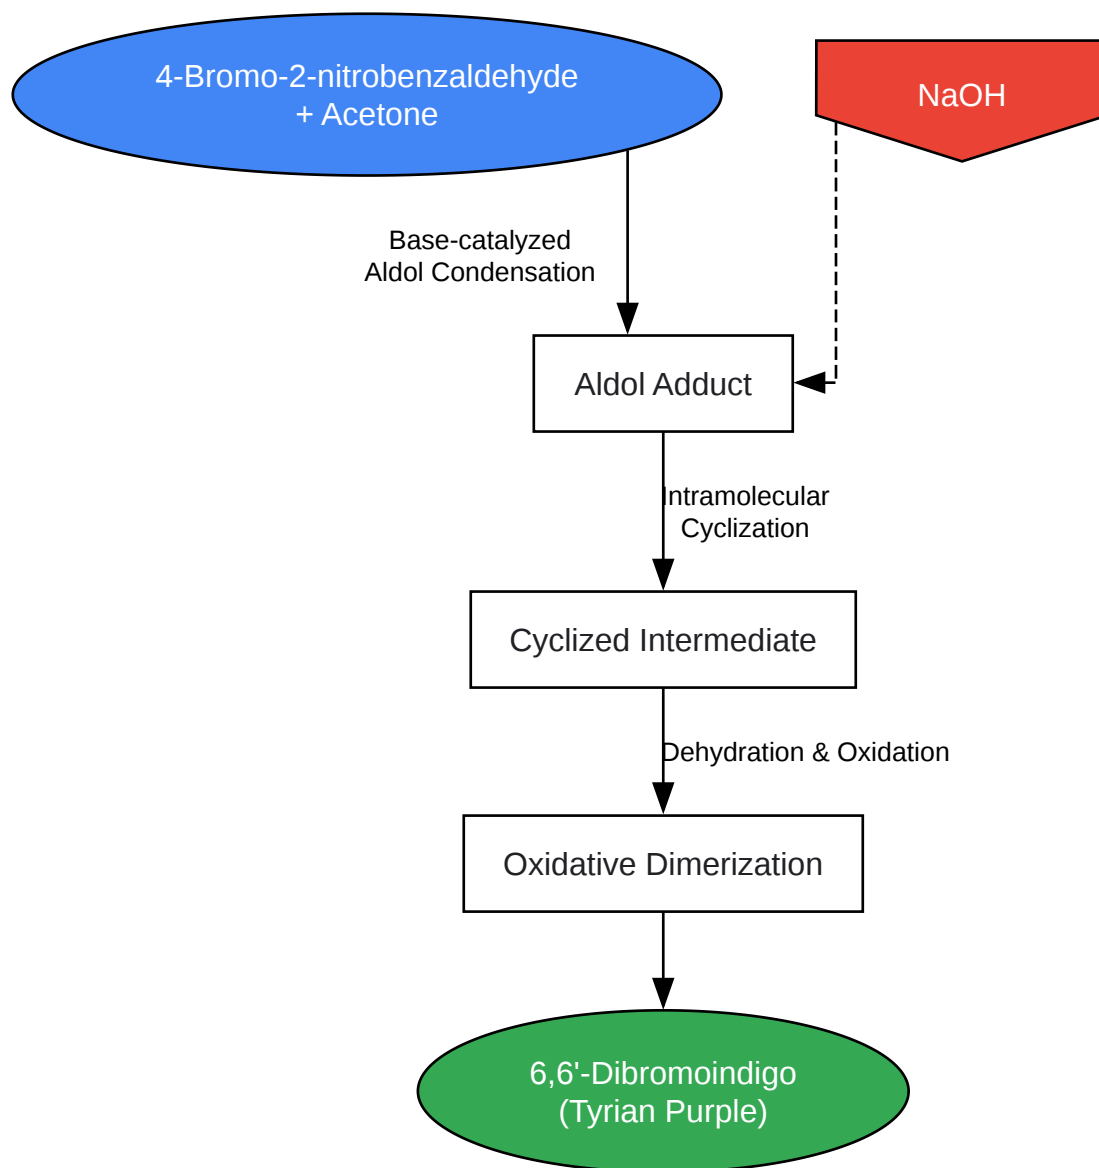 4-Bromo-2-nitrobenzaldehyde
+ Acetone
NaOH
Base-catalyzed
Aldol Condensation
Aldol Adduct
Intramolecular
Cyclization
Cyclized Intermediate
Dehydration & Oxidation
Oxidative Dimerization
6,6'-Dibromoindigo
(Tyrian Purple)